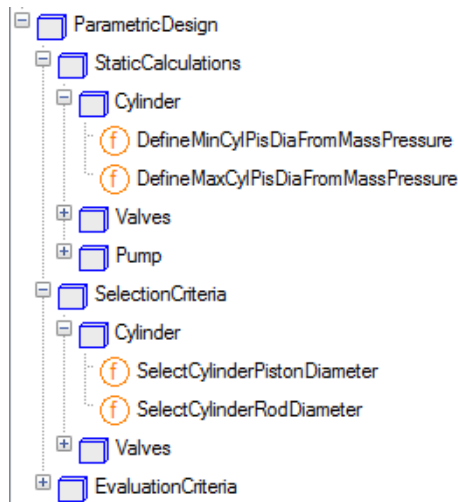 ParametricDesign
StaticCalculations
Cylinder
f DefineMinCylPisDiaFromMassPressure
f DefineMaxCylPisDiaFromMassPressure
Valves
Pump
SelectionCriteria
Cylinder
f SelectCylinderPistonDiameter
f SelectCylinderRodDiameter
Valves
EvaluationCriteria